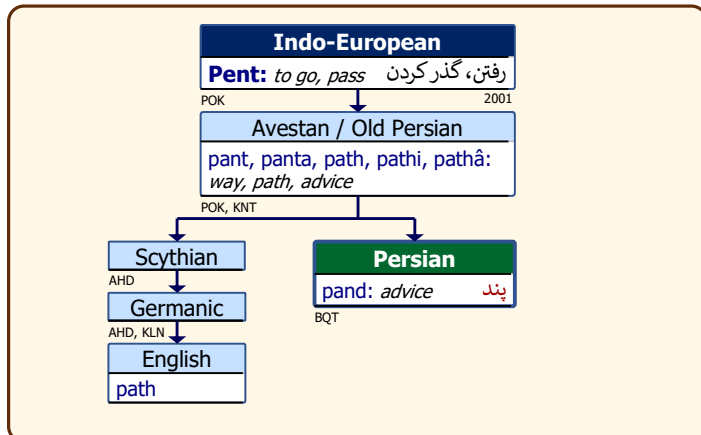 Indo-European
Pent: to go, pass رفتن، گذر کردن
POK 2001
Avestan / Old Persian
pant, panta, path, pathi, pathâ:
way, path, advice
POK, KNT
Scythian
AHD
Germanic
AHD, KLN
English
path
Persian
pand: advice پند
BQT